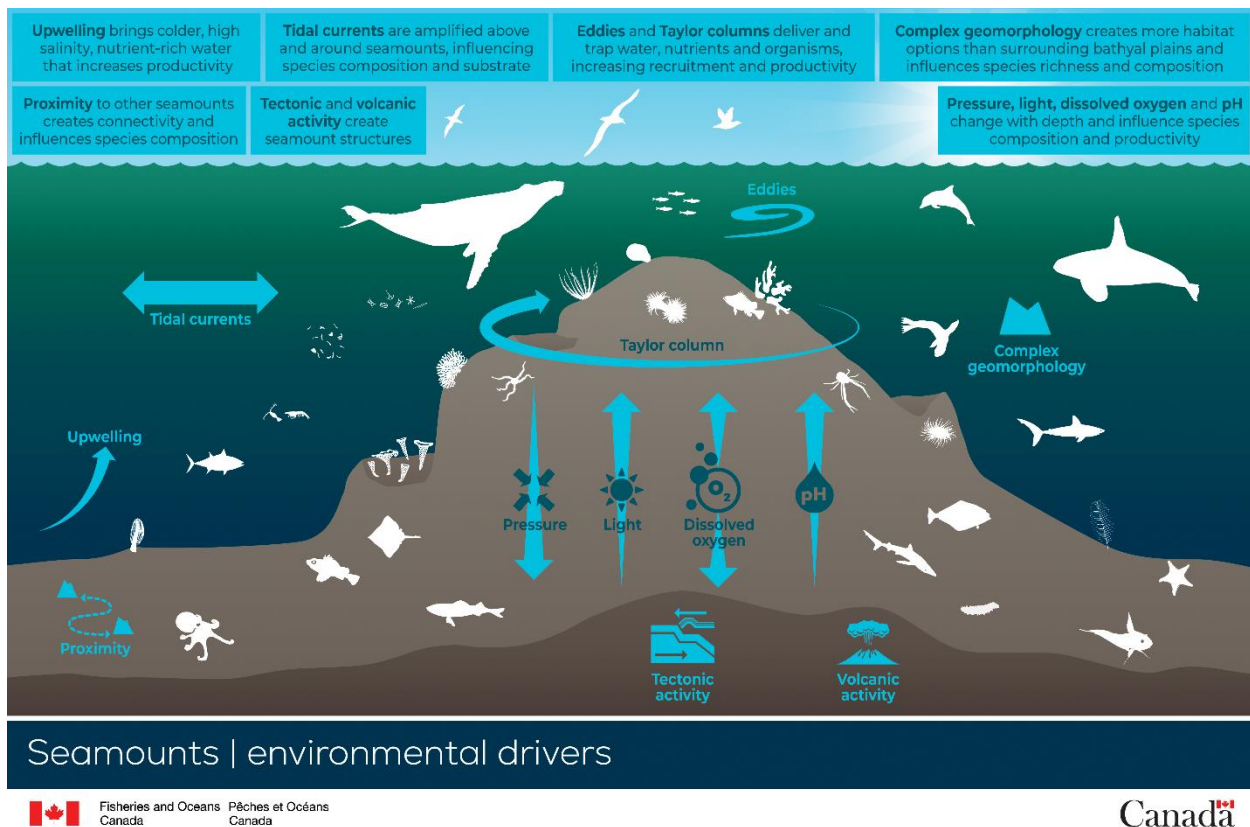 Upwelling brings colder, high
salinity, nutrient-rich water
that increases productivity
Tidal currents are amplified above
and around seamounts, influencing
species composition and substrate
Eddies and Taylor columns deliver and
trap water, nutrients and organisms,
increasing recruitment and productivity
Complex geomorphology creates more habitat
options than surrounding bathyal plains and
influences species richness and composition
Proximity to other seamounts
creates connectivity and
influences species composition
Tectonic and volcanic
activity create
seamount structures
Pressure, light, dissolved oxygen and pH
change with depth and influence species
composition and productivity
Eddies
Tidal currents
Taylor column
Complex
geomorphology
Upwelling
O2
pH
Pressure
Light
Dissolved
oxygen
Proximity
Tectonic
activity
Volcanic
activity
Seamounts | environmental drivers
Fisheries and Oceans
Canada
Pêches et Océans
Canada
Canada